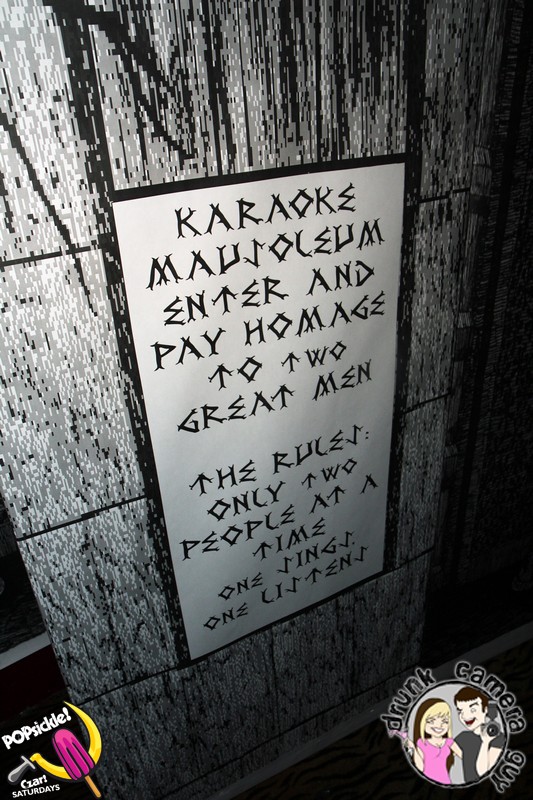 KARAOKE
MAUSOLEUM
ENTER AND
PAY HOMAGE
TO TWO
GREAT MEN
THE RULES:
ONLY TWO
PEOPLE AT A
TIME
ONE SINGS.
ONE LISTENS
POPsickle!
Czar!
SATURDAYS
drunk camera guy